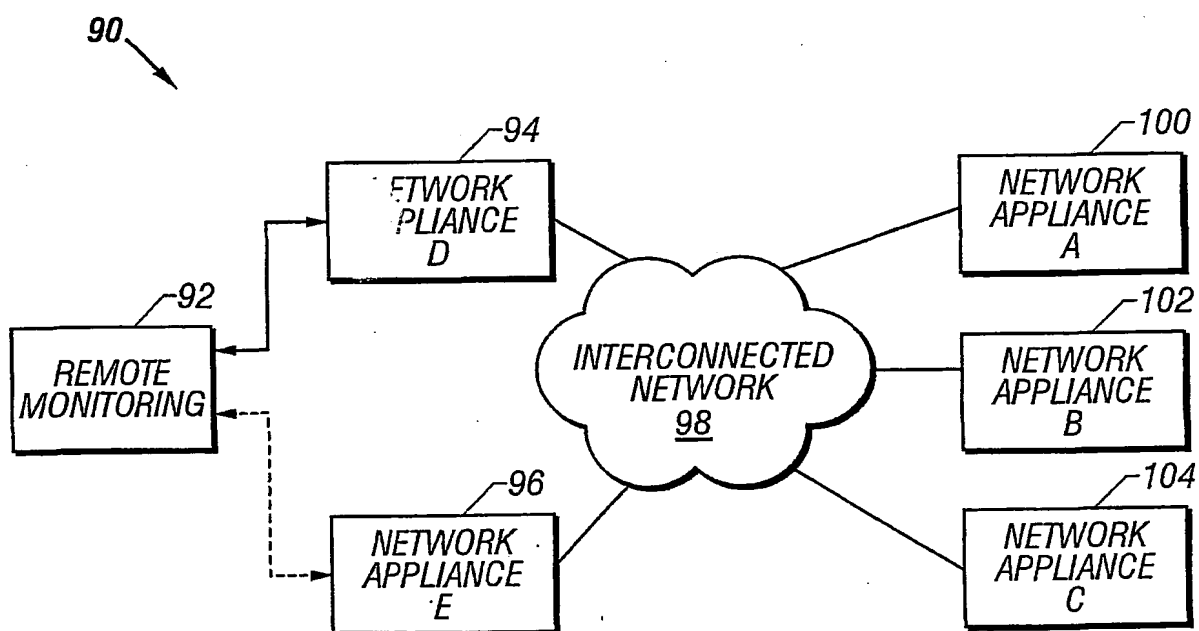 90
94
ETWORK
PLIANCE
D
100
NETWORK
APPLIANCE
A
92
REMOTE
MONITORING
INTERCONNECTED
NETWORK
98
102
NETWORK
APPLIANCE
B
96
NETWORK
APPLIANCE
E
104
NETWORK
APPLIANCE
C